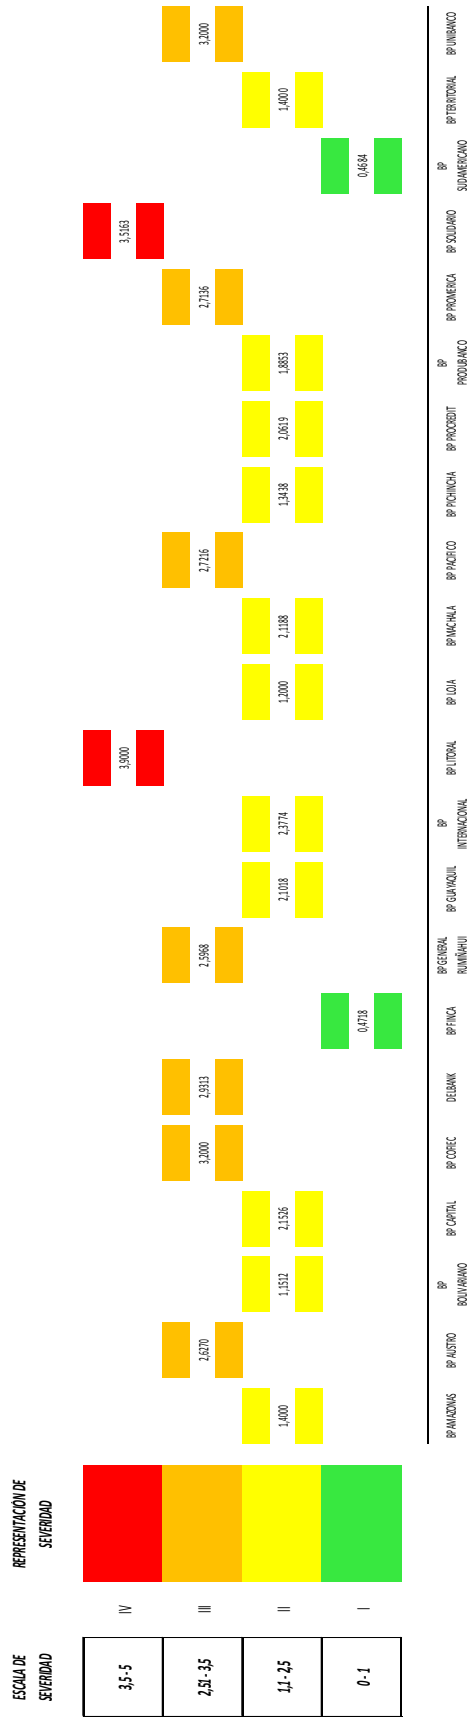 ESCALA DE
SEVERIDAD
REPRESENTACIÓN DE
SEVERIDAD
3,5 - 5
IV
3,5163
3,9000
2,51 - 3,5
III
2,6270
3,2000
2,9313
2,5968
2,7216
2,7136
3,2000
1,1 - 2,5
II
1,4000
1,1512
2,1526
2,1018
2,3774
1,2000
2,1188
1,3438
2,0619
1,8853
1,4000
0 - 1
I
0,4718
0,4684
BP AMAZONAS
BP AUSTRO
BP
BOLIVARIANO
BP CAPITAL
BP COFIEC
DELBANK
BP FINCA
BP GENERAL
RUMIÑAHUI
BP GUAYAQUIL
BP
INTERNACIONAL
BP LITORAL
BP LOJA
BP MACHALA
BP PACIFICO
BP PICHINCHA
BP PROCREDIT
BP
PRODUBANCO
BP PROMERICA
BP SOLIDARIO
BP
SUDAMERICANO
BP TERRITORIAL
BP UNIBANCO